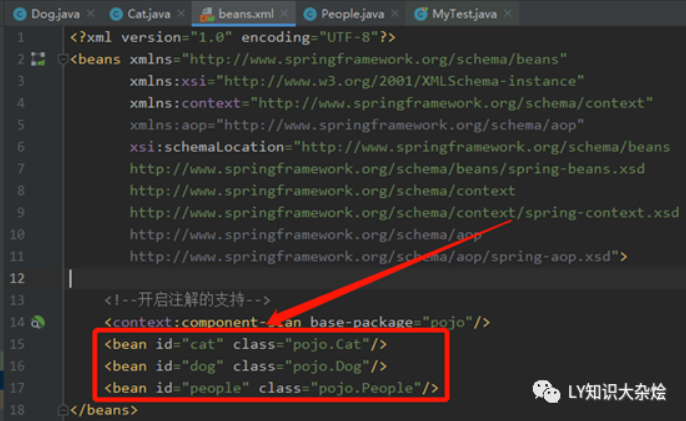 Dog.java × Cat.java × beans.xml × People.java × MyTest.java ×
1 <?xml version="1.0" encoding="UTF-8"?>
2 <beans xmlns="http://www.springframework.org/schema/beans"
3 xmlns:xsi="http://www.w3.org/2001/XMLSchema-instance"
4 xmlns:context="http://www.springframework.org/schema/context"
5 xmlns:aop="http://www.springframework.org/schema/aop"
6 xsi:schemaLocation="http://www.springframework.org/schema/beans
7 http://www.springframework.org/schema/beans/spring-beans.xsd
8 http://www.springframework.org/schema/context
9 http://www.springframework.org/schema/context/spring-context.xsd
10 http://www.springframework.org/schema/aop
11 http://www.springframework.org/schema/aop/spring-aop.xsd">
12
13 <!--开启注解的支持-->
14 <context:component-scan base-package="pojo"/>
15 <bean id="cat" class="pojo.Cat"/>
16 <bean id="dog" class="pojo.Dog"/>
17 <bean id="people" class="pojo.People"/>
18 </beans>
LY知识大杂烩